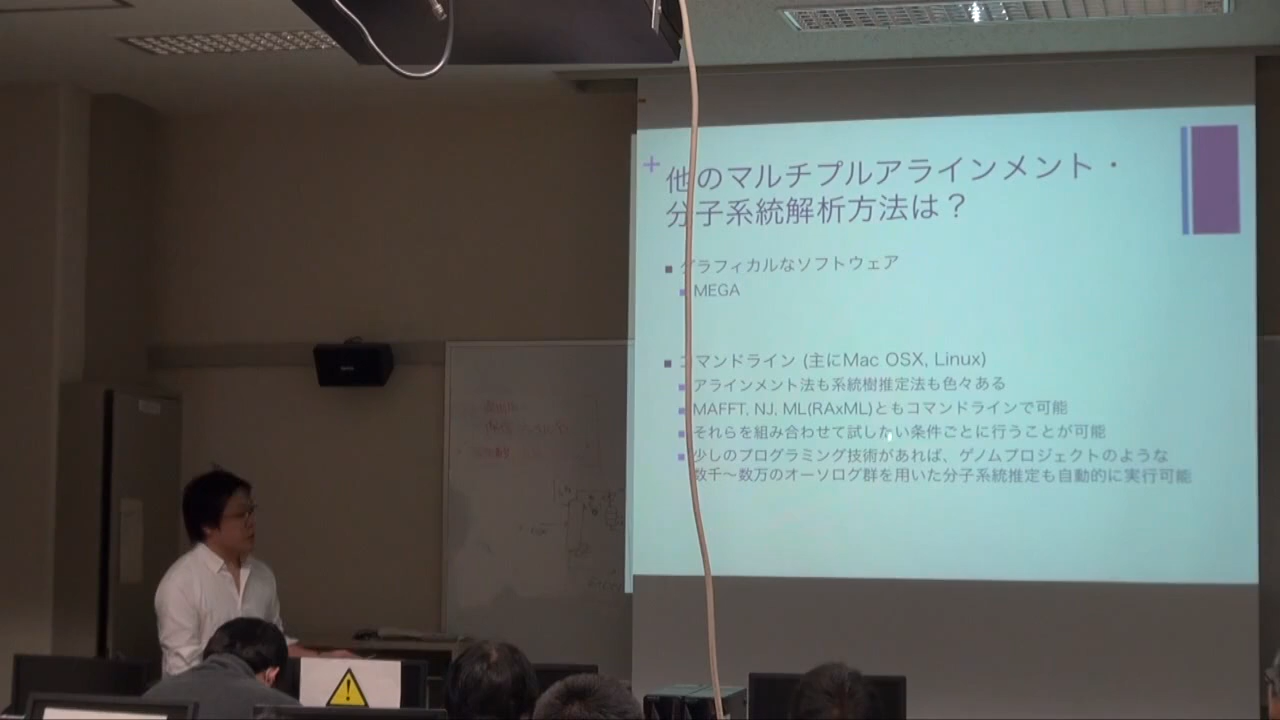 他のマルチプルアラインメント・
分子系統解析方法は？
グラフィカルなソフトウェア
MEGA
コマンドライン (主にMac OSX, Linux)
アラインメント法も系統樹推定法も色々ある
MAFFT, NJ, ML(RAxML)ともコマンドラインで可能
それらを組み合わせて試したい条件ごとに行うことが可能
少しのプログラミング技術があれば、ゲノムプロジェクトのような
数千〜数万のオーソログ群を用いた分子系統推定も自動的に実行可能